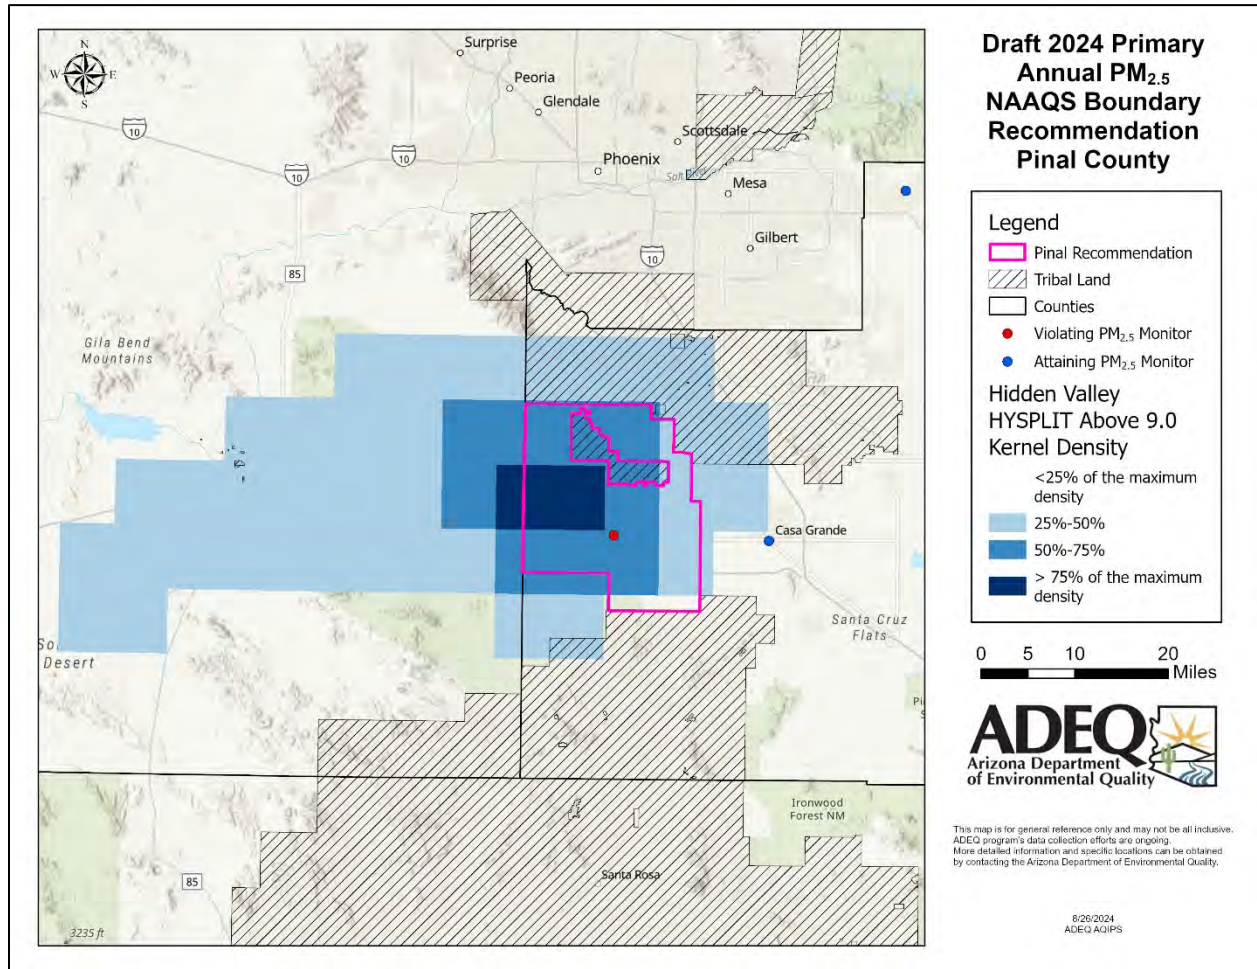 Draft 2024 Primary
Annual PM2.5
NAAQS Boundary
Recommendation
Pinal County
Legend
Pinal Recommendation
Tribal Land
Counties
Violating PM2.5 Monitor
Attaining PM2.5 Monitor
Hidden Valley
HYSPLIT Above 9.0
Kernel Density
<25% of the maximum
density
25%-50%
50%-75%
> 75% of the maximum
density
0 5 10 20
Miles
ADEQ
Arizona Department
of Environmental Quality
This map is for general reference only and may not be all inclusive.
ADEQ program's data collection efforts are ongoing.
More detailed information and specific locations can be obtained
by contacting the Arizona Department of Environmental Quality.
8/26/2024
ADEQ AQIPS
N
W E
S
Surprise
Peoria
Glendale
Scottsdale
Phoenix
Salt River
Mesa
Gilbert
10
10
10
10
85
Gila Bend
Mountains
Casa Grande
Santa Cruz
Flats
Desert
Ironwood
Forest NM
Santa Rosa
85
3235 ft